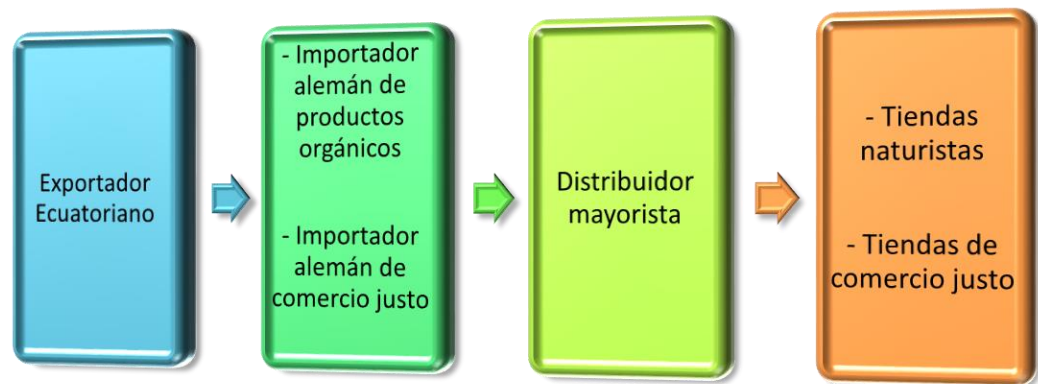 Exportador
Ecuatoriano
- Importador
alemán de
productos
orgánicos
- Importador
alemán de
comercio justo
Distribuidor
mayorista
- Tiendas
naturistas
- Tiendas de
comercio justo